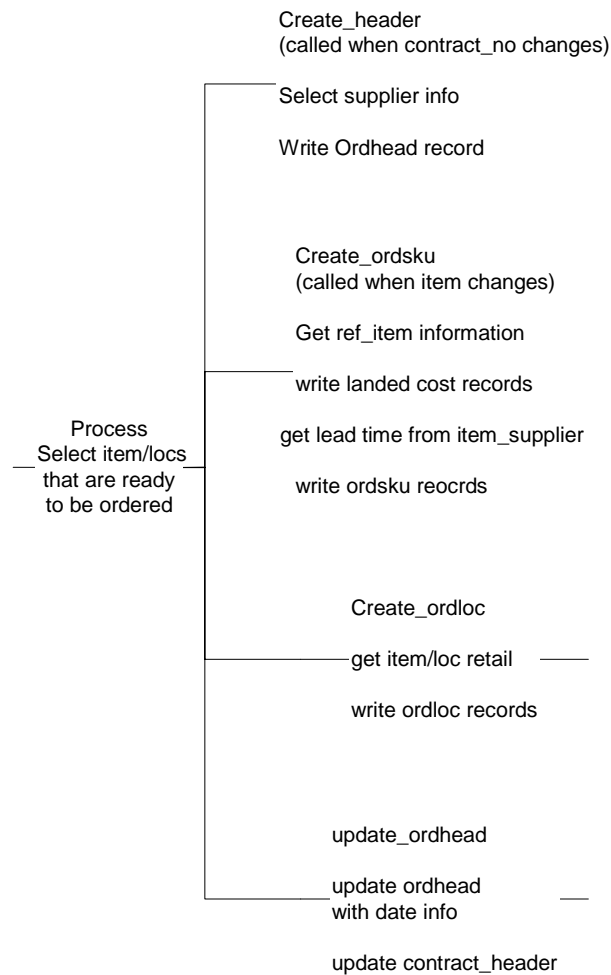 Create_header
(called when contract_no changes)
Select supplier info
Write Ordhead record
Create_ordsku
(called when item changes)
Get ref_item information
write landed cost records
Process
Select item/locs
that are ready
to be ordered
get lead time from item_supplier
write ordsku reocrds
Create_ordloc
get item/loc retail
write ordloc records
update_ordhead
update ordhead
with date info
update contract_header